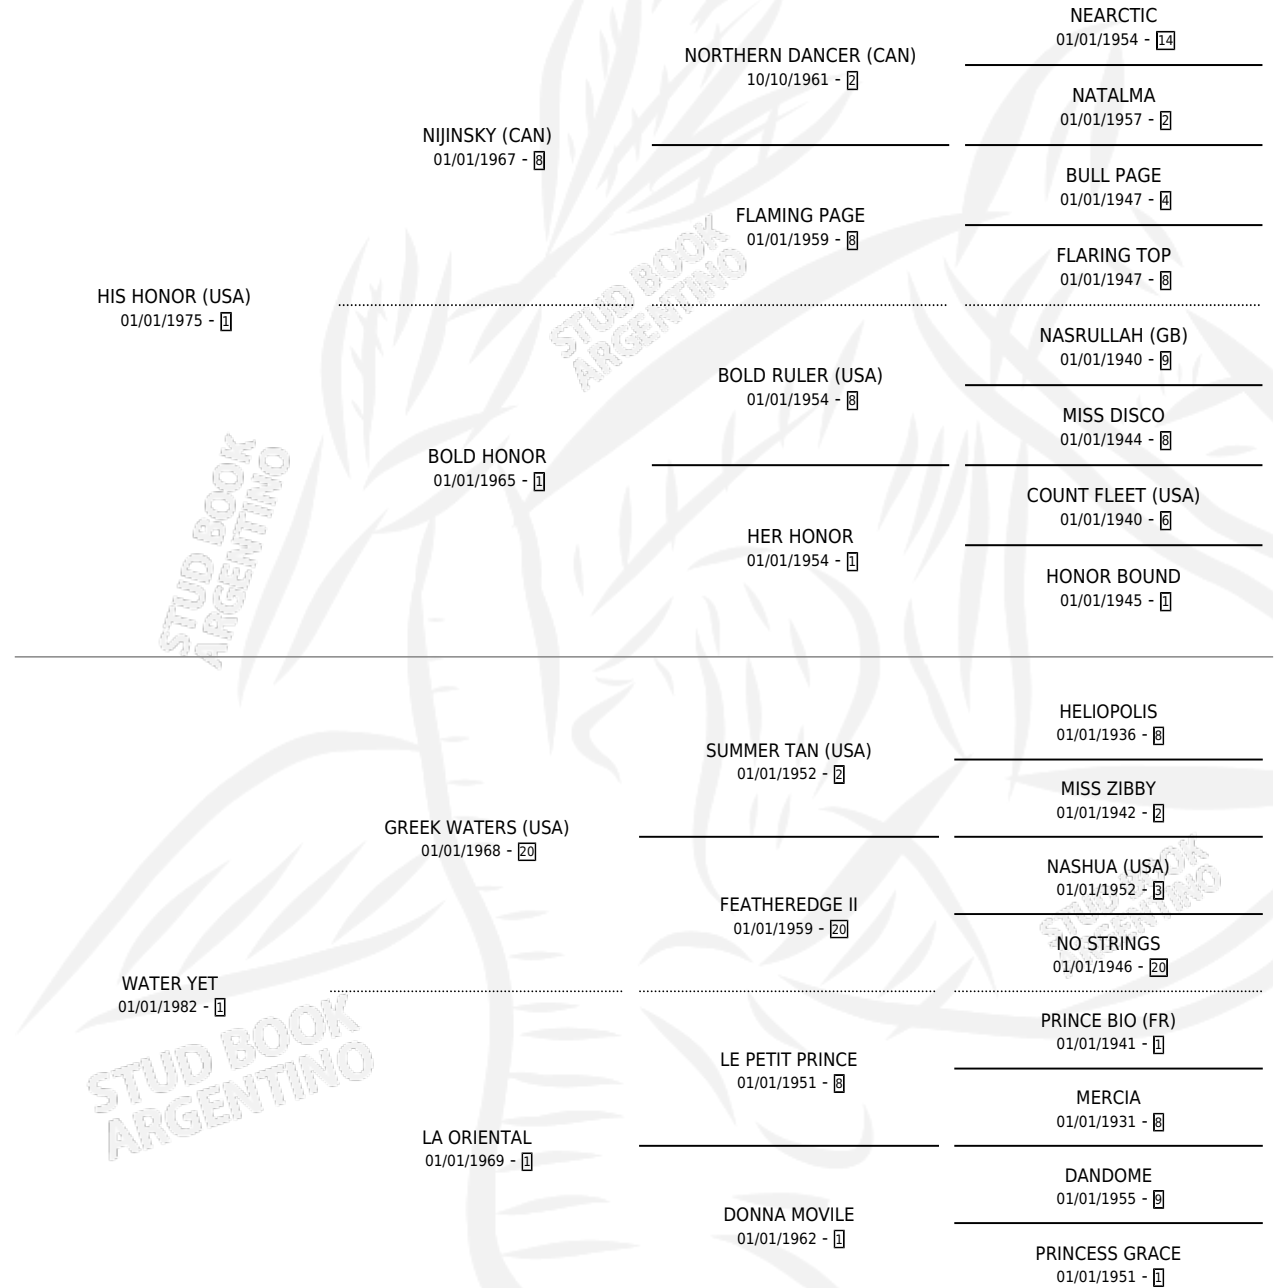 NEARCTIC
01/01/1954 - 14
NORTHERN DANCER (CAN)
10/10/1961 - 2
NATALMA
01/01/1957 - 2
NIJINSKY (CAN)
01/01/1967 - 8
BULL PAGE
01/01/1947 - 4
FLAMING PAGE
01/01/1959 - 8
FLARING TOP
01/01/1947 - 8
HIS HONOR (USA)
01/01/1975 - 1
NASRULLAH (GB)
01/01/1940 - 9
BOLD RULER (USA)
01/01/1954 - 8
MISS DISCO
01/01/1944 - 8
BOLD HONOR
01/01/1965 - 1
COUNT FLEET (USA)
01/01/1940 - 6
HER HONOR
01/01/1954 - 1
HONOR BOUND
01/01/1945 - 1
HELIOPOLIS
01/01/1936 - 8
SUMMER TAN (USA)
01/01/1952 - 2
MISS ZIBBY
01/01/1942 - 2
GREEK WATERS (USA)
01/01/1968 - 20
NASHUA (USA)
01/01/1952 - 3
FEATHEREDGE II
01/01/1959 - 20
NO STRINGS
01/01/1946 - 20
WATER YET
01/01/1982 - 1
PRINCE BIO (FR)
01/01/1941 - 1
LE PETIT PRINCE
01/01/1951 - 8
MERCIA
01/01/1931 - 8
LA ORIENTAL
01/01/1969 - 1
DANDOME
01/01/1955 - 9
DONNA MOVILE
01/01/1962 - 1
PRINCESS GRACE
01/01/1951 - 1
STUD BOOK
ARGENTINO
STUD BOOK
ARGENTINO
STUD BOOK
ARGENTINO
STUD BOOK
ARGENTINO